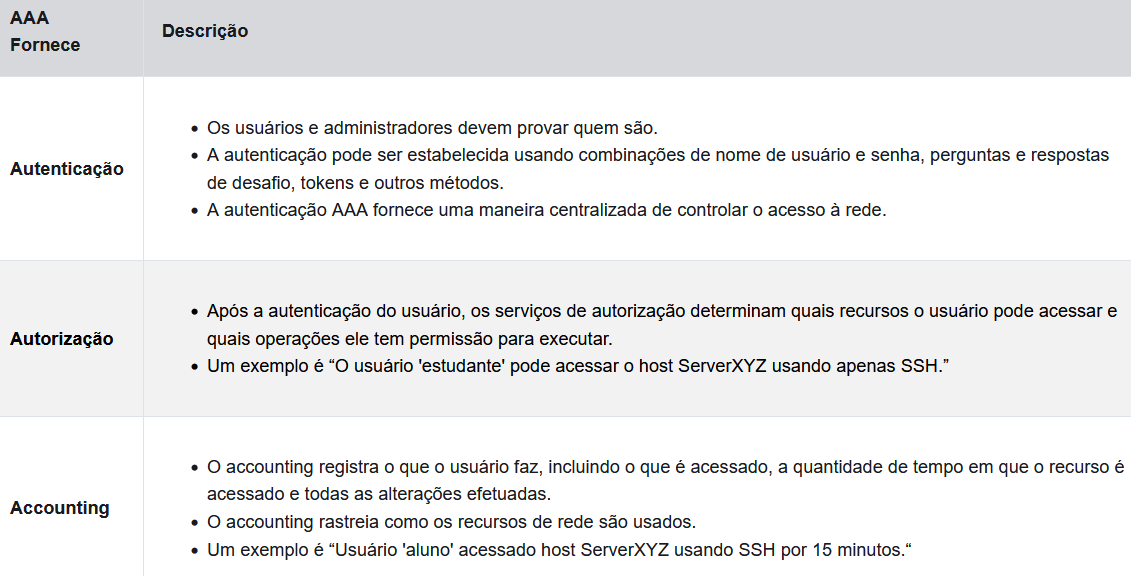 AAA
Fornece
Descrição
Autenticação
• Os usuários e administradores devem provar quem são.
• A autenticação pode ser estabelecida usando combinações de nome de usuário e senha, perguntas e respostas
de desafio, tokens e outros métodos.
• A autenticação AAA fornece uma maneira centralizada de controlar o acesso à rede.
Autorização
• Após a autenticação do usuário, os serviços de autorização determinam quais recursos o usuário pode acessar e
quais operações ele tem permissão para executar.
• Um exemplo é “O usuário 'estudante' pode acessar o host ServerXYZ usando apenas SSH.”
Accounting
• O accounting registra o que o usuário faz, incluindo o que é acessado, a quantidade de tempo em que o recurso é
acessado e todas as alterações efetuadas.
• O accounting rastreia como os recursos de rede são usados.
• Um exemplo é “Usuário 'aluno' acessado host ServerXYZ usando SSH por 15 minutos.“